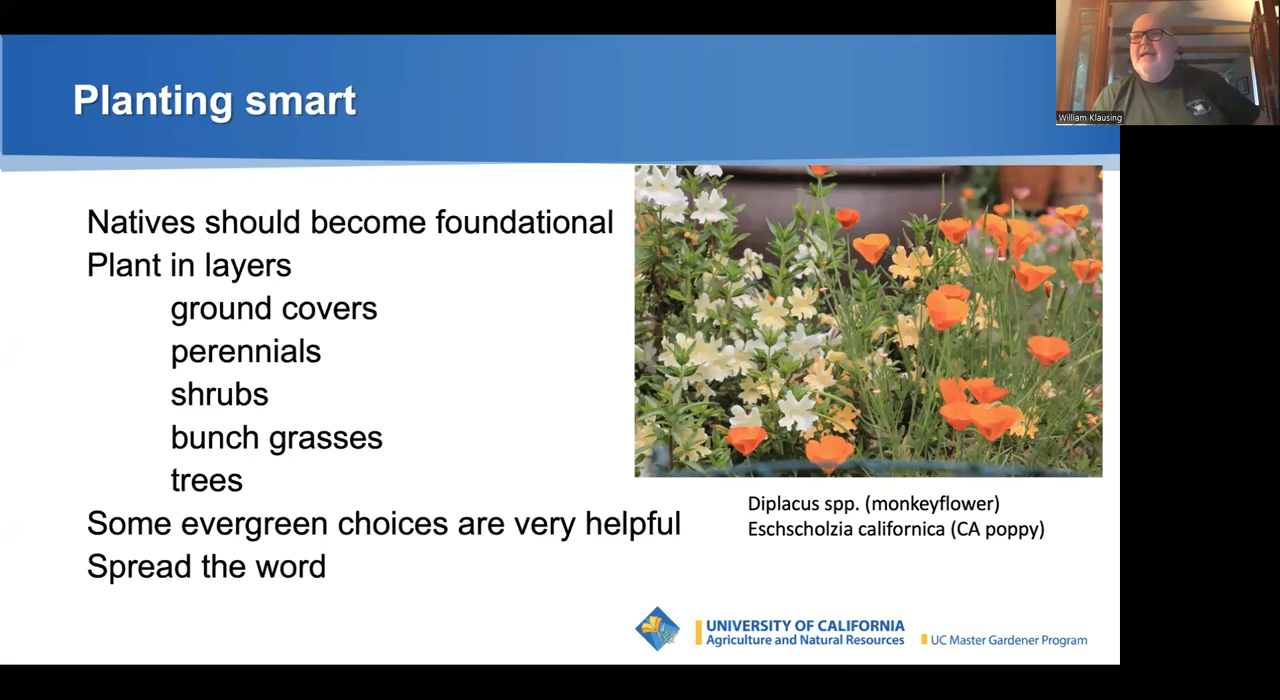 Planting smart
William Klausing
Natives should become foundational
Plant in layers
ground covers
perennials
shrubs
bunch grasses
trees
Some evergreen choices are very helpful
Spread the word
Diplacus spp. (monkeyflower)
Eschscholzia californica (CA poppy)
UNIVERSITY OF CALIFORNIA
Agriculture and Natural Resources
UC Master Gardener Program